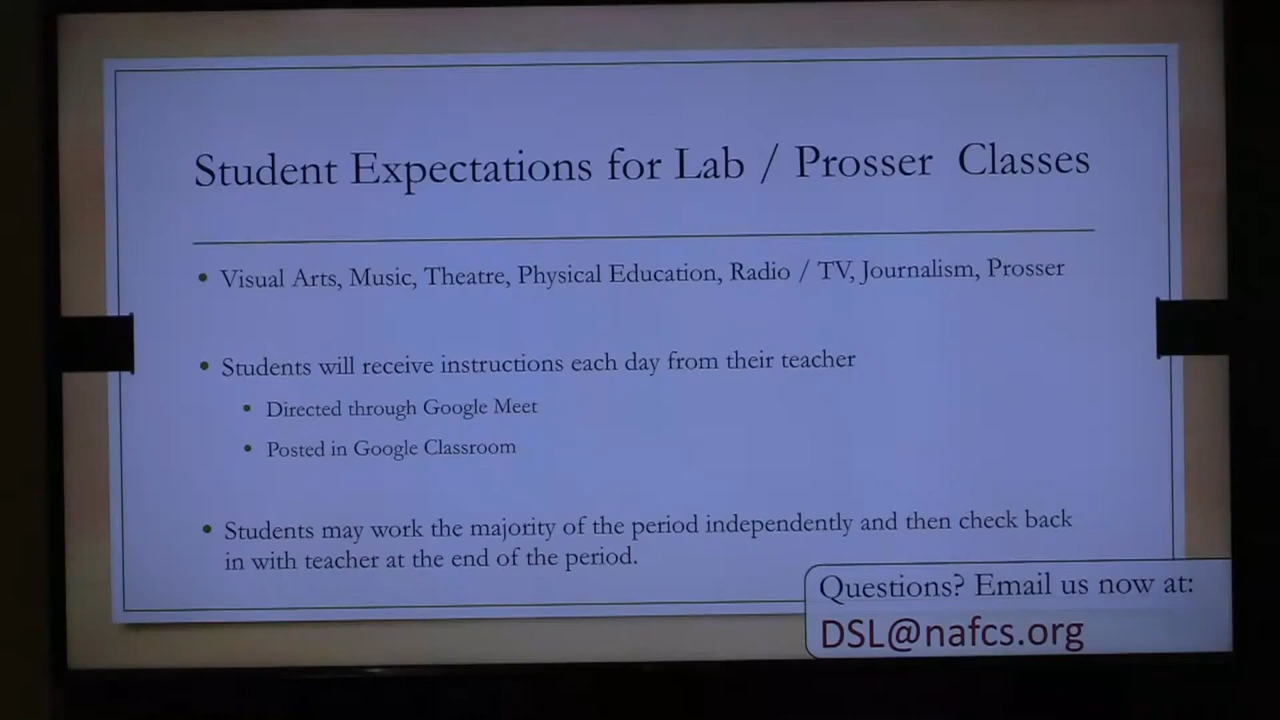 Student Expectations for Lab / Prosser Classes
• Visual Arts, Music, Theatre, Physical Education, Radio / TV, Journalism, Prosser
• Students will receive instructions each day from their teacher
• Directed through Google Meet
• Posted in Google Classroom
• Students may work the majority of the period independently and then check back
in with teacher at the end of the period.
Questions? Email us now at:
DSL@nafcs.org